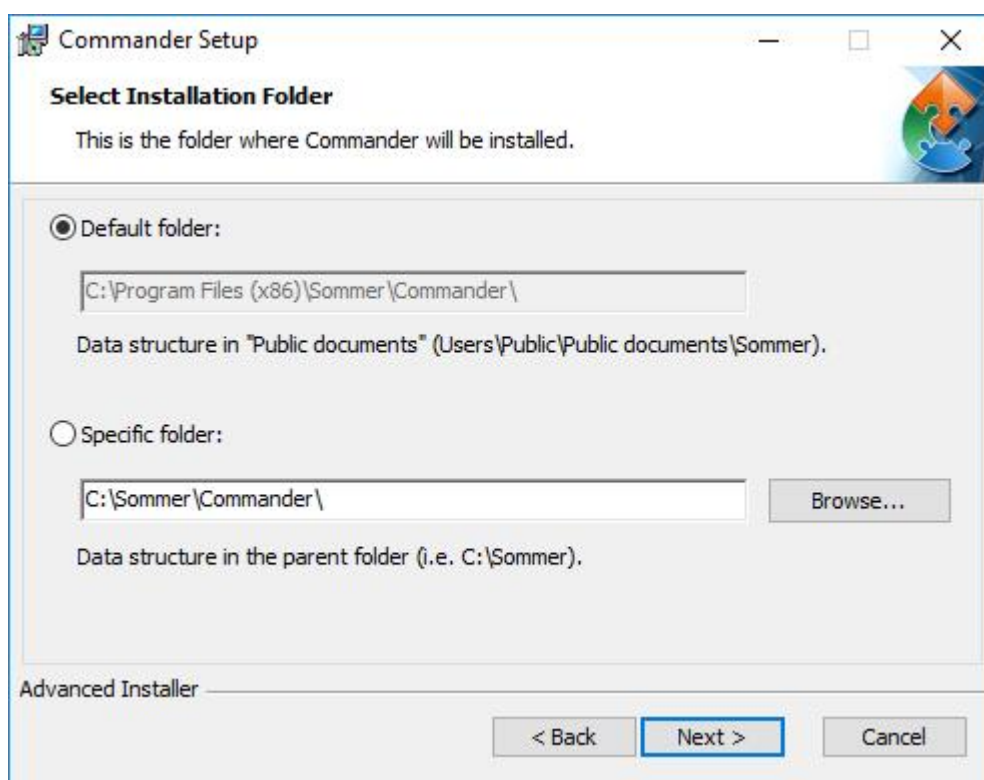 Commander Setup
Select Installation Folder
This is the folder where Commander will be installed.
Default folder:
C:\Program Files (x86)\Sommer\Commander\
Data structure in "Public documents" (Users\Public\Public documents\Sommer).
Specific folder:
C:\Sommer\Commander\
Browse...
Data structure in the parent folder (i.e. C:\Sommer).
Advanced Installer
< Back
Next >
Cancel